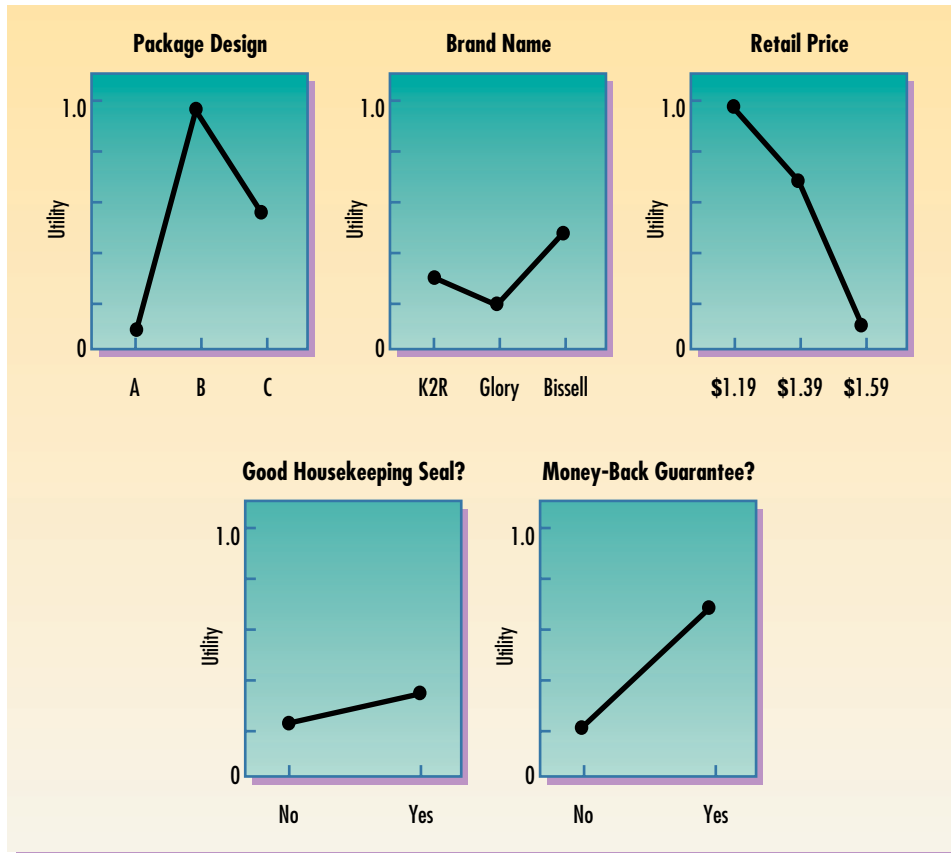 Package Design
1.0
Utility
0
A B C
Brand Name
1.0
Utility
0
K2R Glory Bissell
Retail Price
1.0
Utility
0
$1.19 $1.39 $1.59
Good Housekeeping Seal?
1.0
Utility
0
No Yes
Money-Back Guarantee?
1.0
Utility
0
No Yes